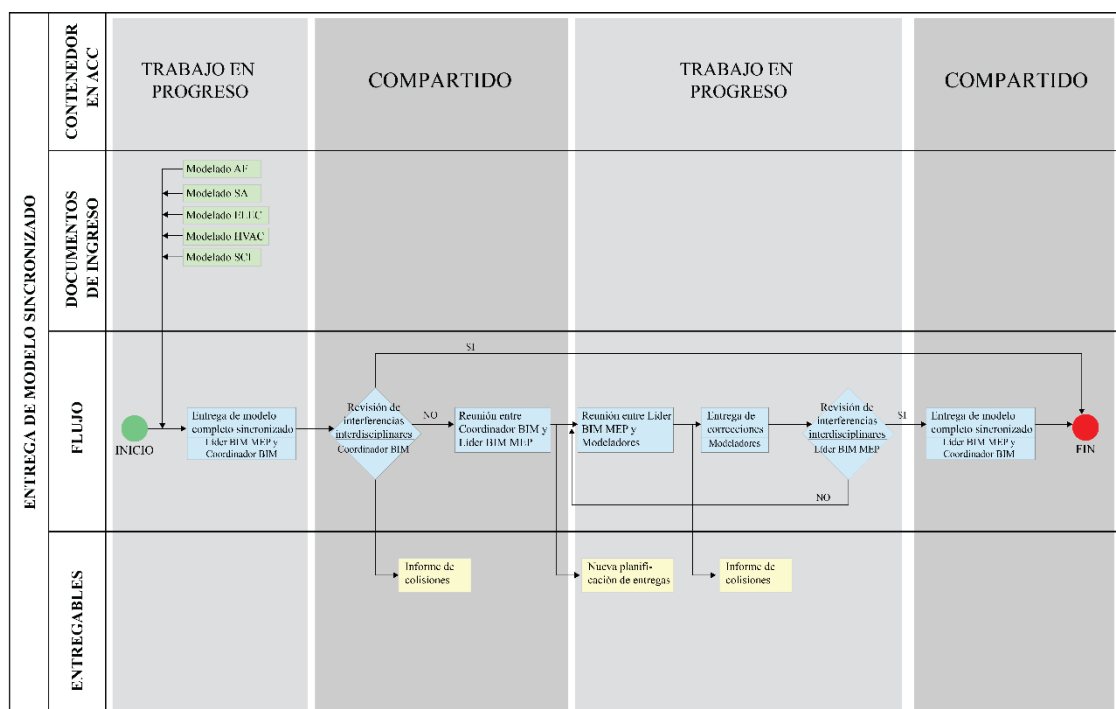 ENTREGA DE MODELO SINCRONIZADO
CONTENEDOR
EN ACC
TRABAJO EN
PROGRESO
COMPARTIDO
TRABAJO EN
PROGRESO
COMPARTIDO
DOCUMENTOS
DE INGRESO
Modelado AF
Modelado SA
Modelado ELEC
Modelado HVAC
Modelado SCI
FLUJO
INICIO
Entrega de modelo
completo sincronizado
Líder BIM MEP y
Coordinador BIM
Revisión de
interferencias
interdisciplinares
Coordinador BIM
SI
NO
Reunión entre
Coordinador BIM y
Líder BIM MEP
Reunión entre Líder
BIM MEP y
Modeladores
Entrega de
correcciones
Modeladores
Revisión de
interferencias
interdisciplinares
Líder BIM MEP
SI
NO
Entrega de modelo
completo sincronizado
Líder BIM MEP y
Coordinador BIM
FIN
ENTREGABLES
Informe de
colisiones
Nueva planifi-
cación de entregas
Informe de
colisiones